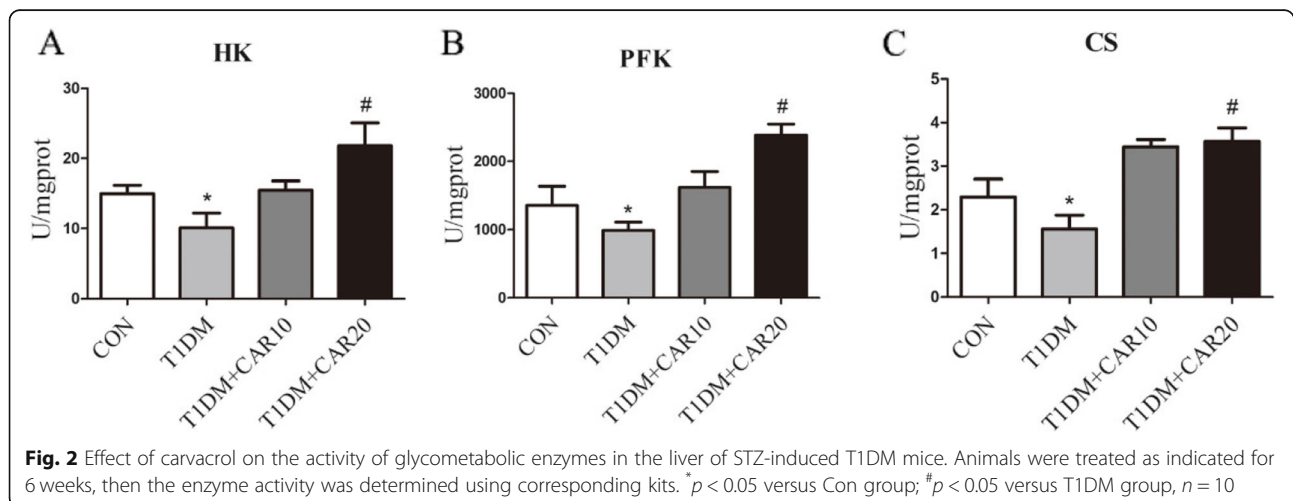 A
HK
U/mgprot
30
20
10
0
*
#
CON
T1DM
T1DM+CAR10
T1DM+CAR20
B
PFK
U/mgprot
3000
2000
1000
0
*
#
CON
T1DM
T1DM+CAR10
T1DM+CAR20
C
CS
U/mgprot
5
4
3
2
1
0
*
#
CON
T1DM
T1DM+CAR10
T1DM+CAR20
Fig. 2 Effect of carvacrol on the activity of glycometabolic enzymes in the liver of STZ-induced T1DM mice. Animals were treated as indicated for
6 weeks, then the enzyme activity was determined using corresponding kits. *p < 0.05 versus Con group; #p < 0.05 versus T1DM group, n = 10